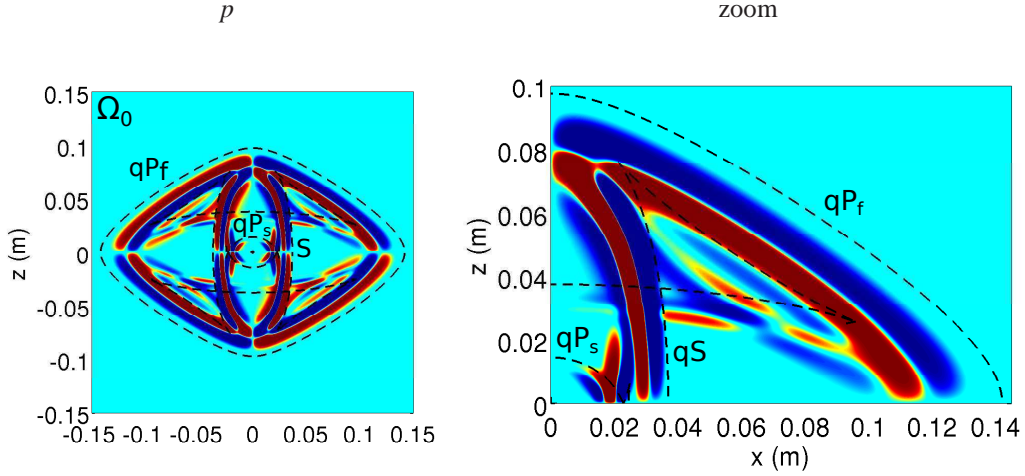 p
zoom
Ω0
qPf
qPs
S
0.15
0.1
0.05
0
-0.05
-0.1
-0.15
z (m)
-0.15 -0.1 -0.05 0 0.05 0.1 0.15
qPf
qPs
qS
0.1
0.08
0.06
0.04
0.02
0
z (m)
0 0.02 0.04 0.06 0.08 0.1 0.12 0.14
x (m)